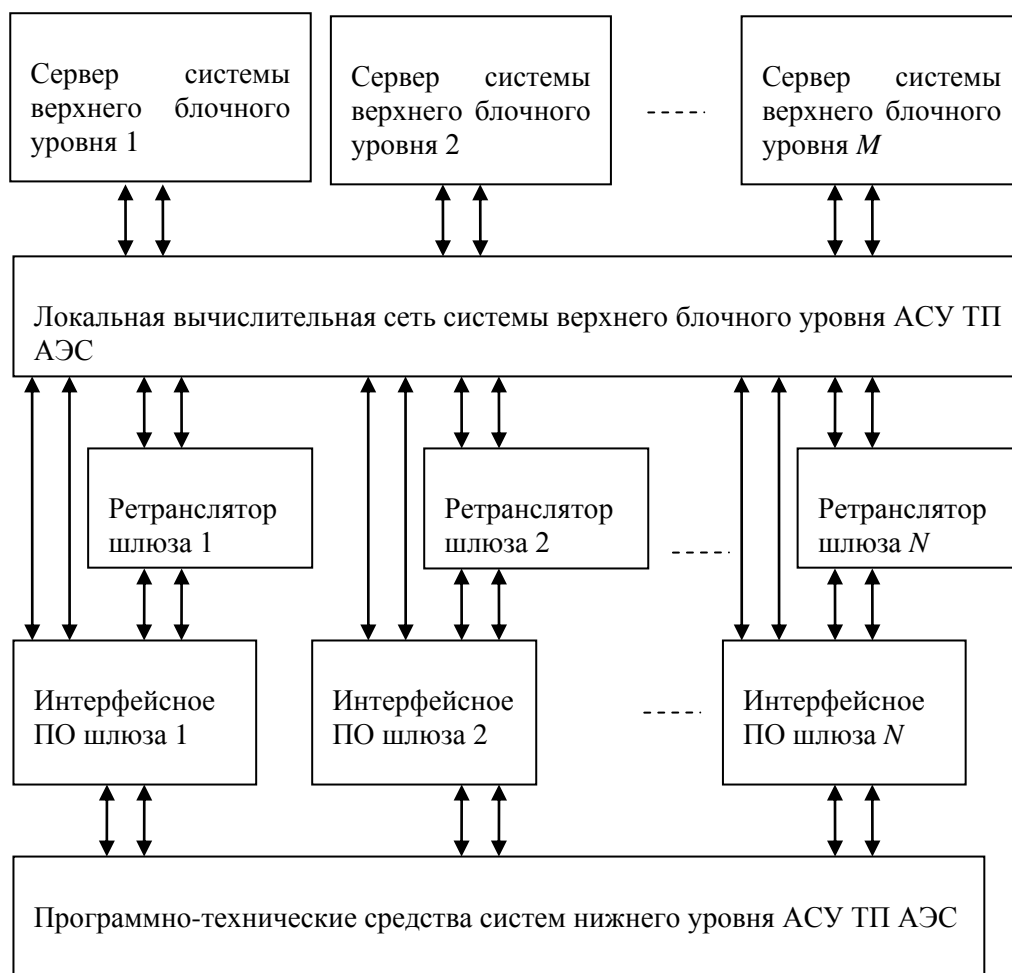 Сервер системы
верхнего блочного
уровня 1
Сервер системы
верхнего блочного
уровня 2
Сервер системы
верхнего блочного
уровня M
Локальная вычислительная сеть системы верхнего блочного уровня АСУ ТП
АЭС
Ретранслятор
шлюза 1
Ретранслятор
шлюза 2
Ретранслятор
шлюза N
Интерфейсное
ПО шлюза 1
Интерфейсное
ПО шлюза 2
Интерфейсное
ПО шлюза N
Программно-технические средства систем нижнего уровня АСУ ТП АЭС